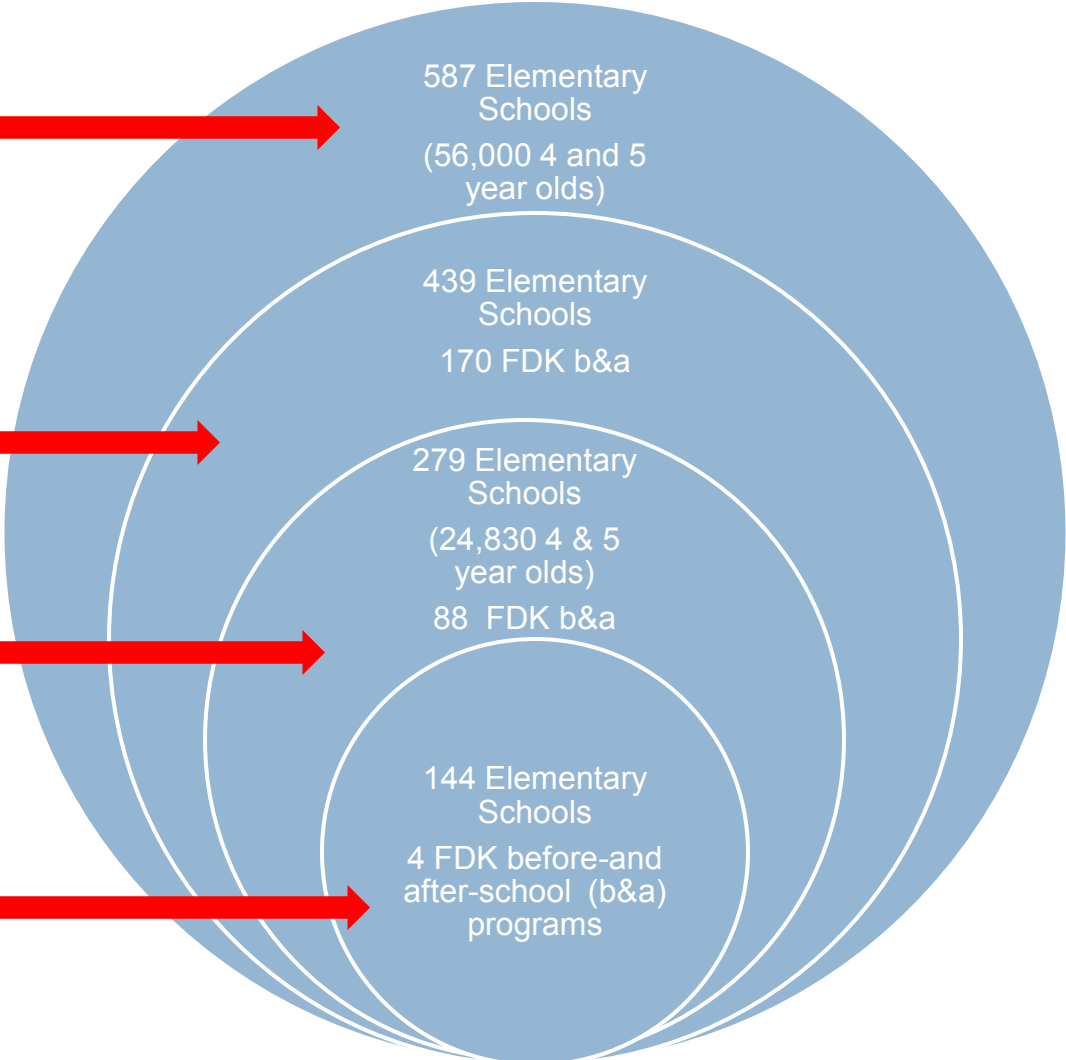 587 Elementary
Schools
(56,000 4 and 5
year olds)
439 Elementary
Schools
170 FDK b&a
279 Elementary
Schools
(24,830 4 & 5
year olds)
88 FDK b&a
144 Elementary
Schools
4 FDK before-and
after-school (b&a)
programs